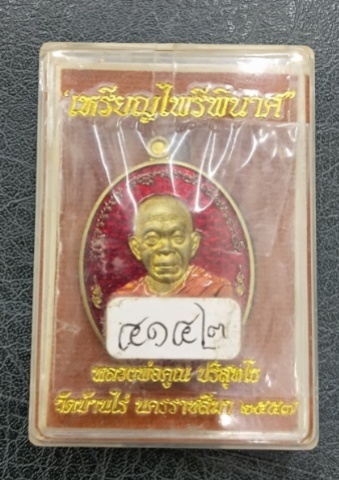 "เหรียญไพรีพินาศ"
๔๑๕๒
หลวงพ่อคูณ ปริสุทฺโธ
วัดบ้านไร่ นครราชสีมา ๒๕๕๗